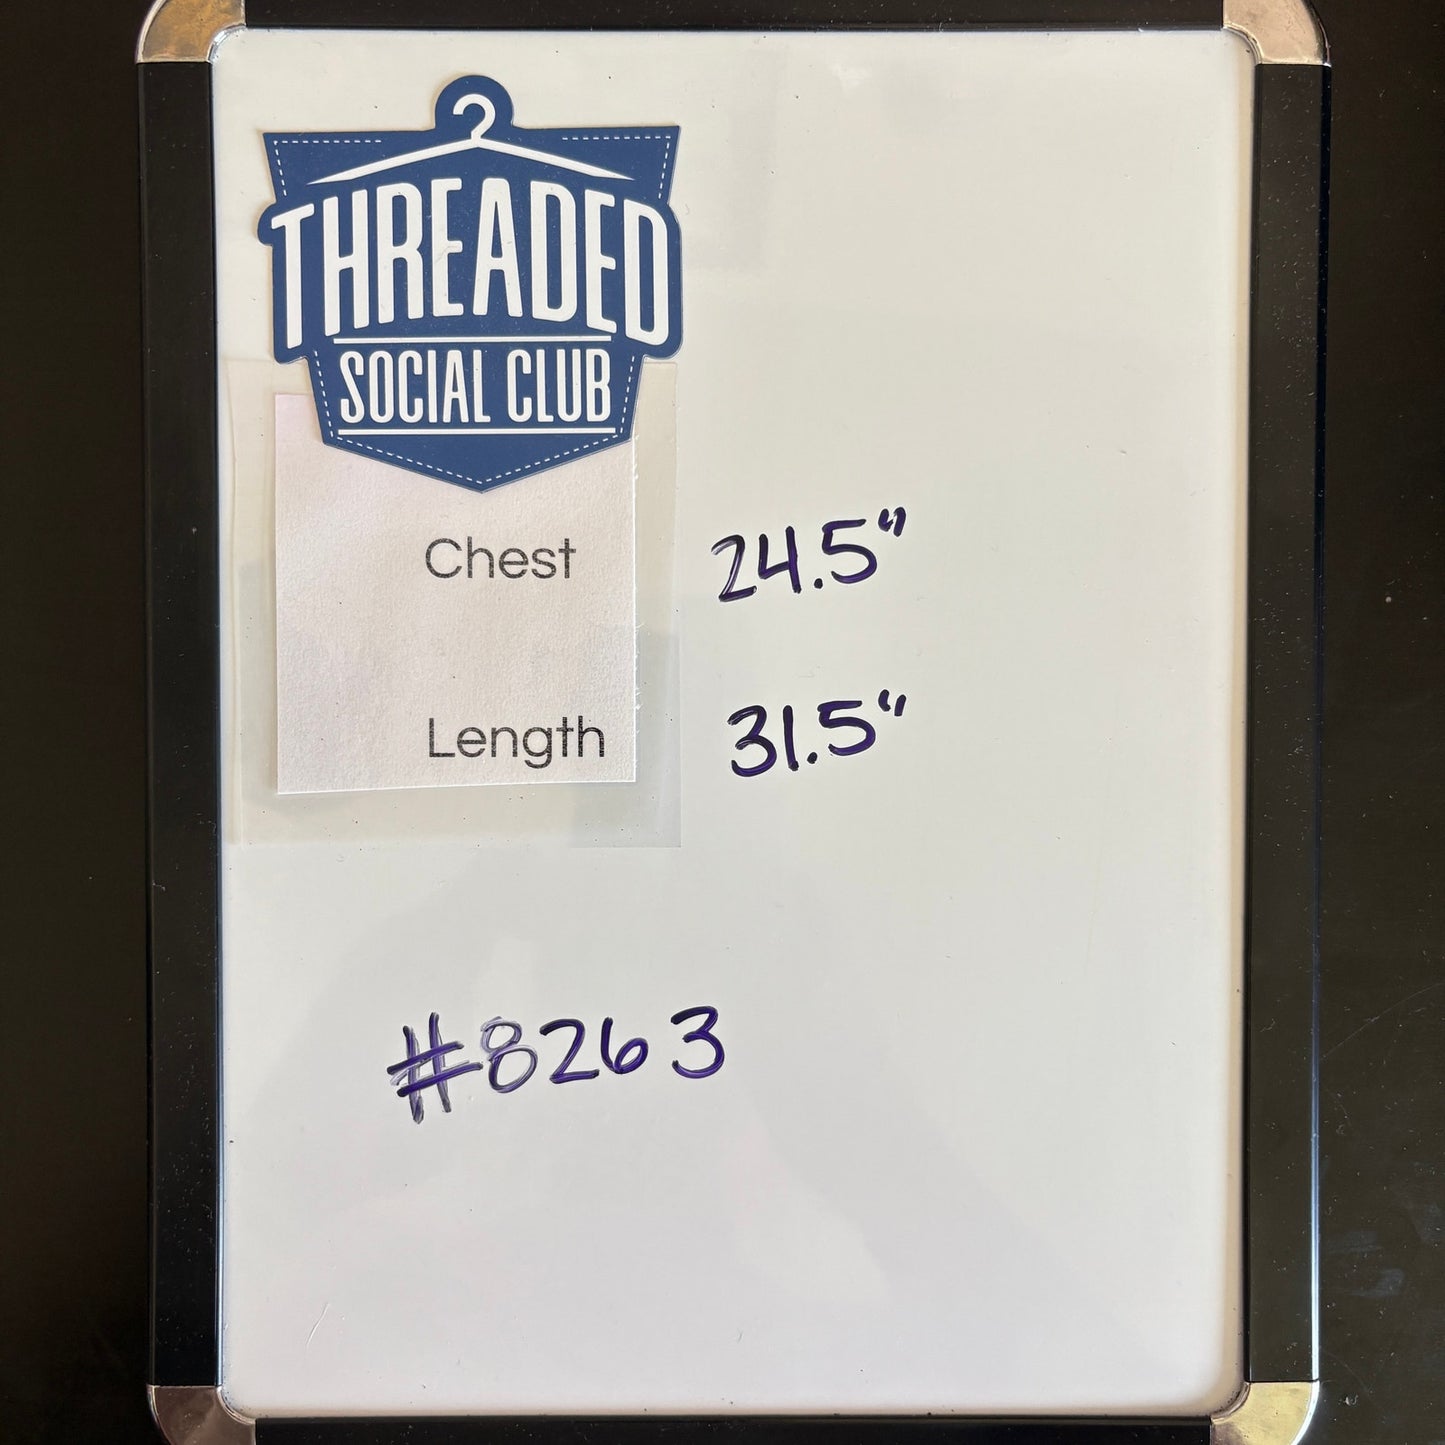 THREADED
SOCIAL CLUB
Chest 24.5"
Length 31.5"
#8263